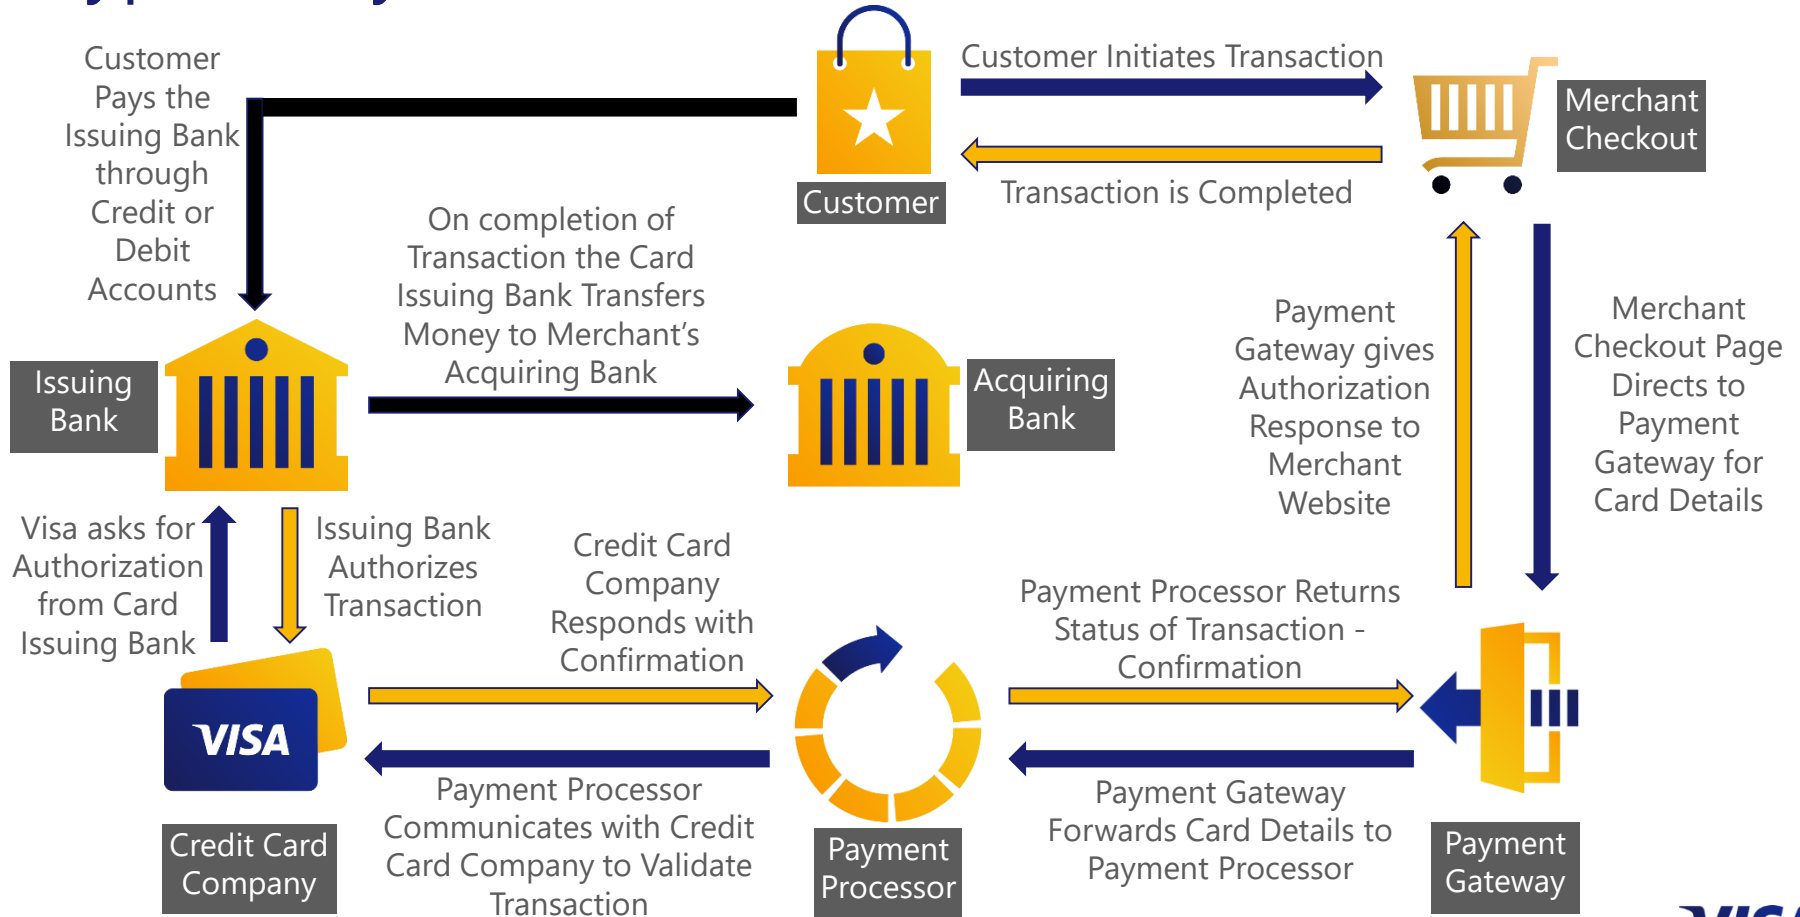 Customer
Pays the
Issuing Bank
through
Credit or
Debit
Accounts
Customer Initiates Transaction
Merchant
Checkout
Transaction is Completed
Customer
On completion of
Transaction the Card
Issuing Bank Transfers
Money to Merchant’s
Acquiring Bank
Issuing
Bank
Acquiring
Bank
Payment
Gateway gives
Authorization
Response to
Merchant
Website
Merchant
Checkout Page
Directs to
Payment
Gateway for
Card Details
Visa asks for
Authorization
from Card
Issuing Bank
Issuing Bank
Authorizes
Transaction
Credit Card
Company
Responds with
Confirmation
Payment Processor Returns
Status of Transaction -
Confirmation
VISA
Payment Processor
Communicates with Credit
Card Company to Validate
Transaction
Payment Gateway
Forwards Card Details to
Payment Processor
Credit Card
Company
Payment
Processor
Payment
Gateway
VISA